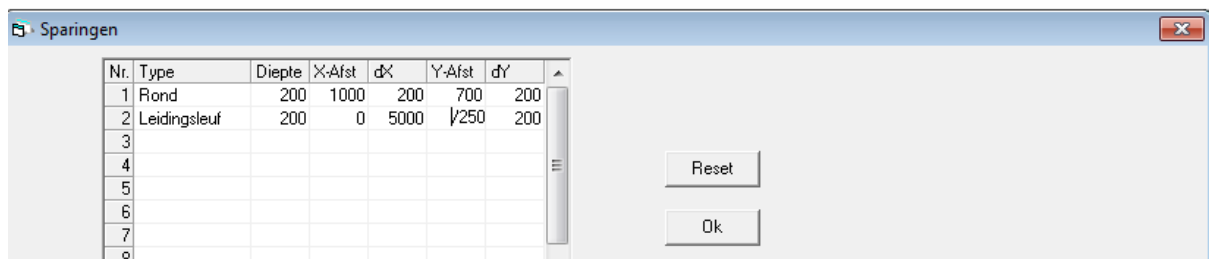 Sparingen
Nr. Type Diepte X-Afst dX Y-Afst dY
1 Rond 200 1000 200 700 200
2 Leidingsleuf 200 0 5000 /250 200
3
4
Reset
5
6
Ok
7
8